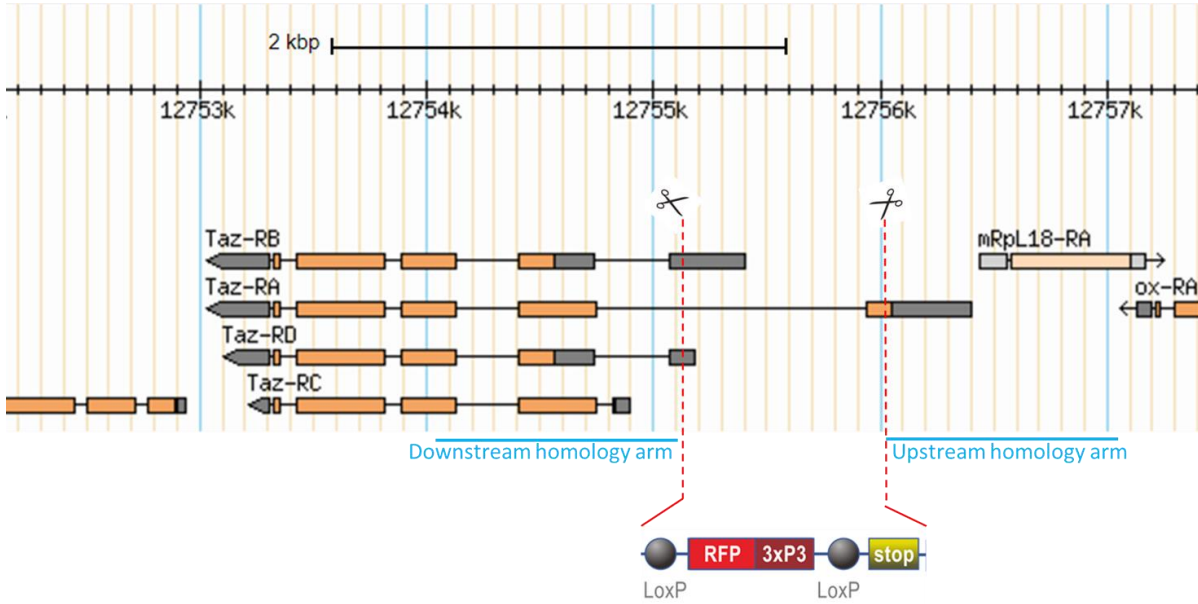 2 kbp
12753k 12754k 12755k 12756k 12757k
Taz-RB
mRpL18-RA
Taz-RA
ox-RA
Taz-RD
Taz-RC
Downstream homology arm
Upstream homology arm
RFP 3xP3 stop
LoxP LoxP